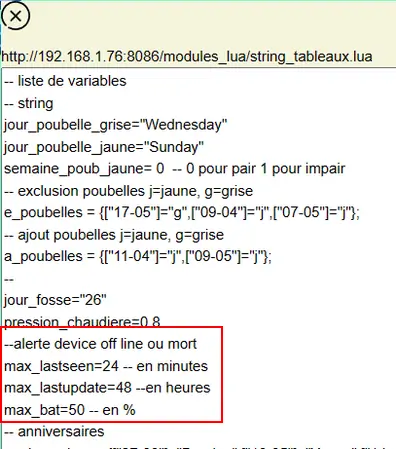 http://192.168.1.76:8086/modules_lua/string_tableaux.lua
-- liste de variables
-- string
jour_poubelle_grise="Wednesday"
jour_poubelle_jaune="Sunday"
semaine_poub_jaune= 0  -- 0 pour pair 1 pour impair
-- exclusion poubelles j=jaune, g=grise
e_poubelles = {["17-05"]="g",["09-04"]="j",["07-05"]="j"};
-- ajout poubelles j=jaune, g=grise
a_poubelles = {["11-04"]="j",["09-05"]="j"};
--
jour_fosse="26"
pression_chaudiere=0.8
--alerte device off line ou mort
max_lastseen=24 -- en minutes
max_lastupdate=48 --en heures
max_bat=50 -- en %
-- anniversaires